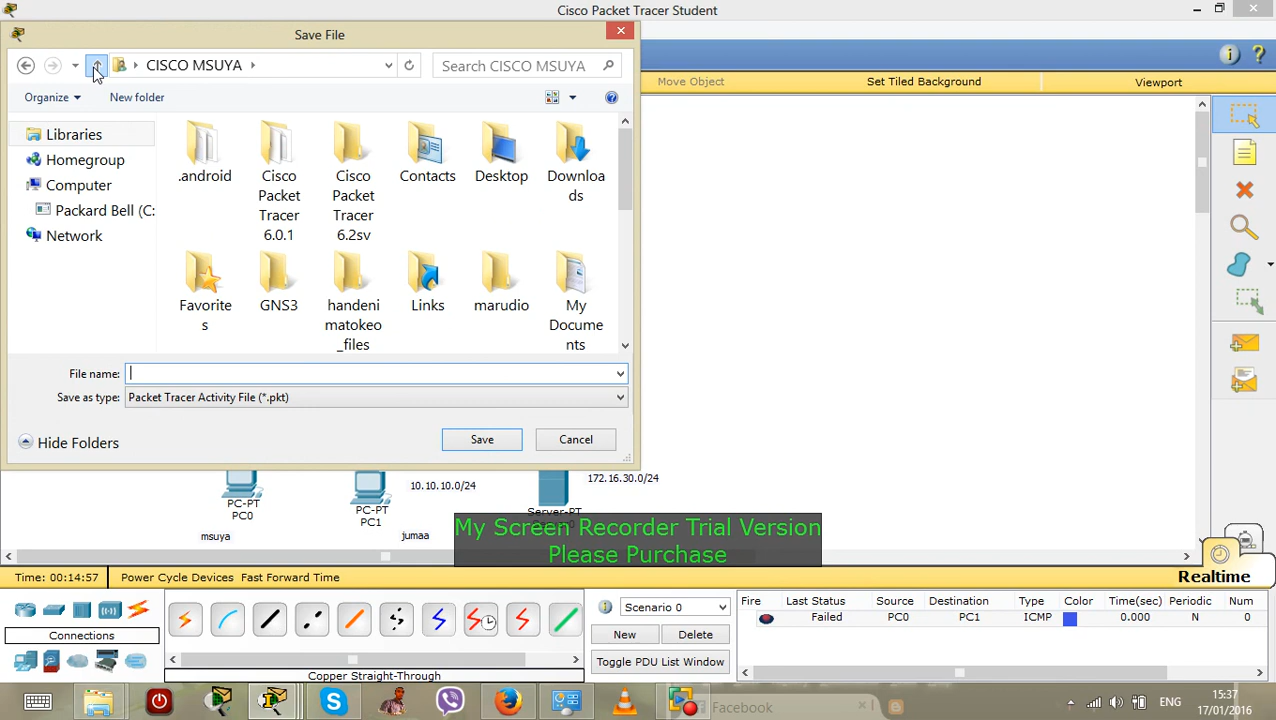 Cisco Packet Tracer Student
Save File
CISCO MSUYA
Search CISCO MSUYA
Move Object
Set Tiled Background
Viewport
Organize
New folder
Libraries
Homegroup
Computer
Packard Bell (C:
Network
.android
Cisco
Packet
Tracer
6.0.1
Cisco
Packet
Tracer
6.2sv
Contacts
Desktop
Downloa
ds
Favorite
s
GNS3
handeni
matokeo
_files
Links
marudio
My
Docume
nts
File name:
Save as type:
Packet Tracer Activity File (*.pkt)
Hide Folders
Save
Cancel
PC-PT
PC0
msuya
PC-PT
PC1
jumaa
10.10.10.0/24
Server-PT
172.16.30.0/24
My Screen Recorder Trial Version
Please Purchase
Time: 00:14:57
Power Cycle Devices Fast Forward Time
Realtime
Connections
Copper Straight-Through
Scenario 0
New
Delete
Toggle PDU List Window
Fire Last Status Source Destination Type Color Time(sec) Periodic Num
Failed PC0 PC1 ICMP 0.000 N 0
Facebook
ENG
15:37
17/01/2016